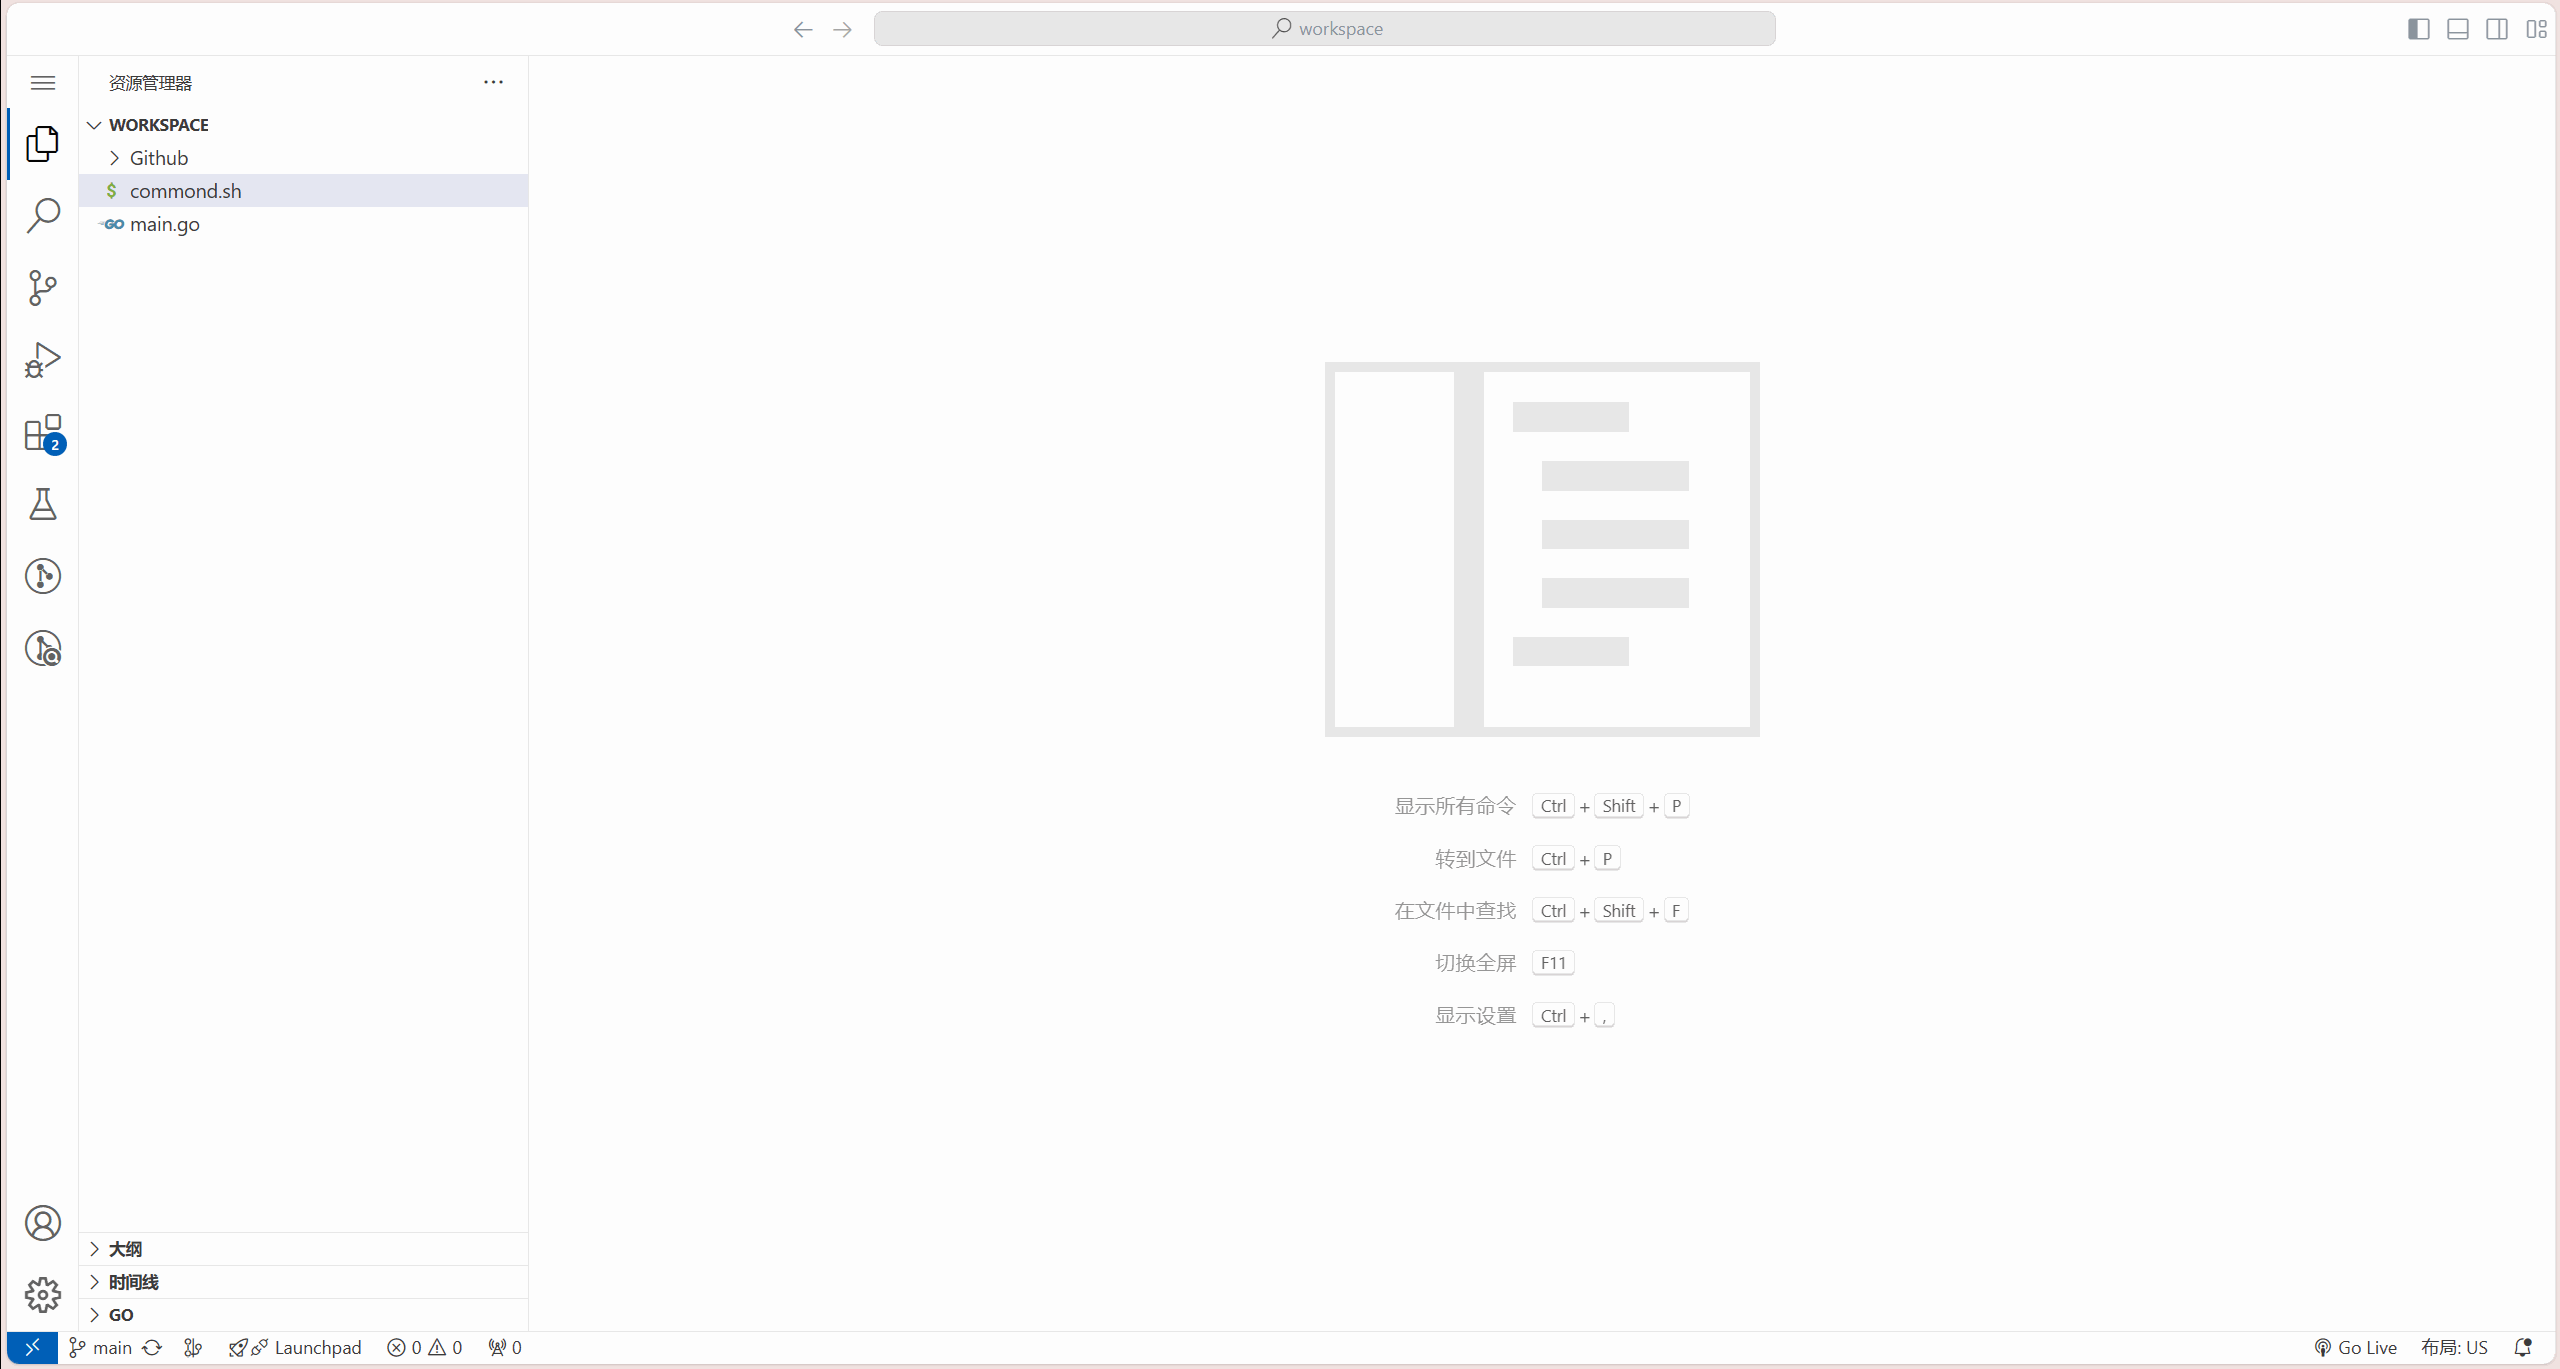 workspace
资源管理器
WORKSPACE
Github
$ commond.sh
GO main.go
2
显示所有命令 Ctrl + Shift + P
转到文件 Ctrl + P
在文件中查找 Ctrl + Shift + F
切换全屏 F11
显示设置 Ctrl + ,
大纲
时间线
GO
main Launchpad 0 0 0 Go Live 布局: US